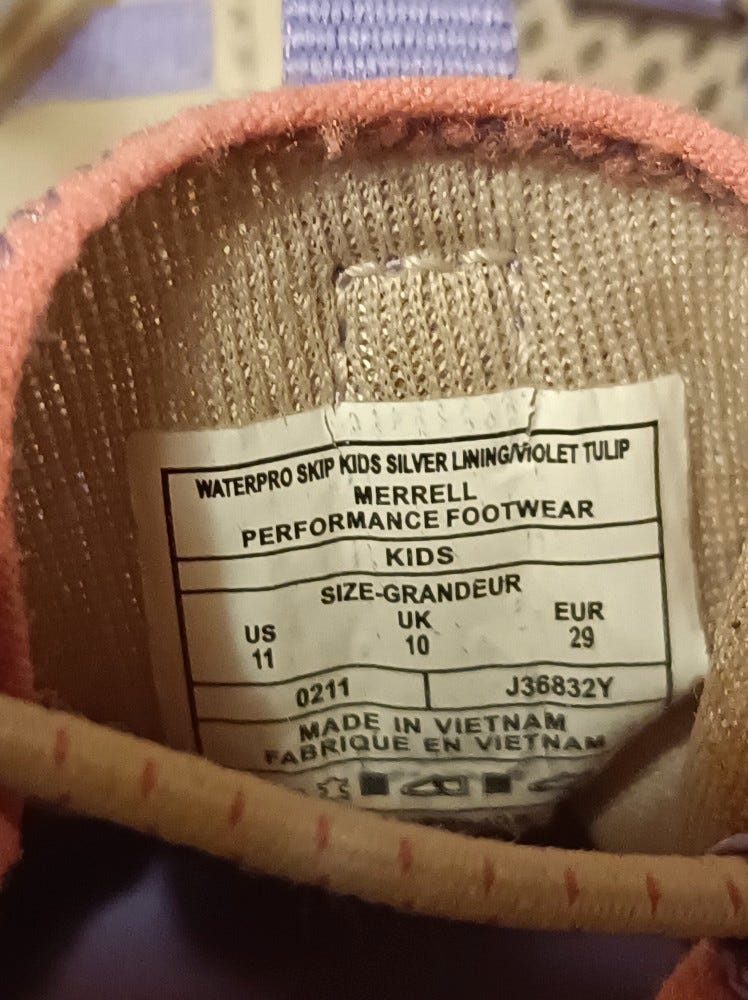 WATERPRO SKIP KIDS SILVER LINING/VIOLET TULIP
MERRELL
PERFORMANCE FOOTWEAR
KIDS
SIZE-GRANDEUR
US UK EUR
11 10 29
0211 J36832Y
MADE IN VIETNAM
FABRIQUE EN VIETNAM